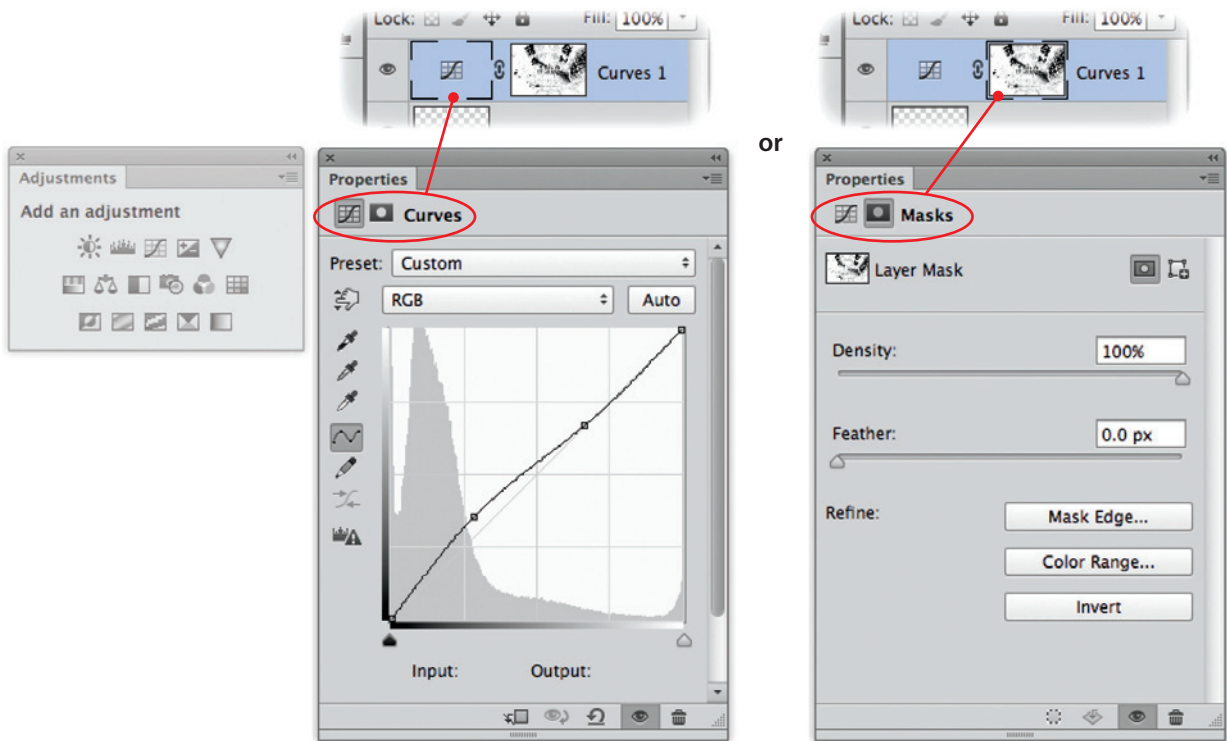 Lock: Fill: 100%
Curves 1
Lock: Fill: 100%
Curves 1
or
Adjustments
Add an adjustment
Properties
Curves
Preset: Custom
RGB Auto
Input: Output:
Properties
Masks
Layer Mask
Density: 100%
Feather: 0.0 px
Refine: Mask Edge...
Color Range...
Invert